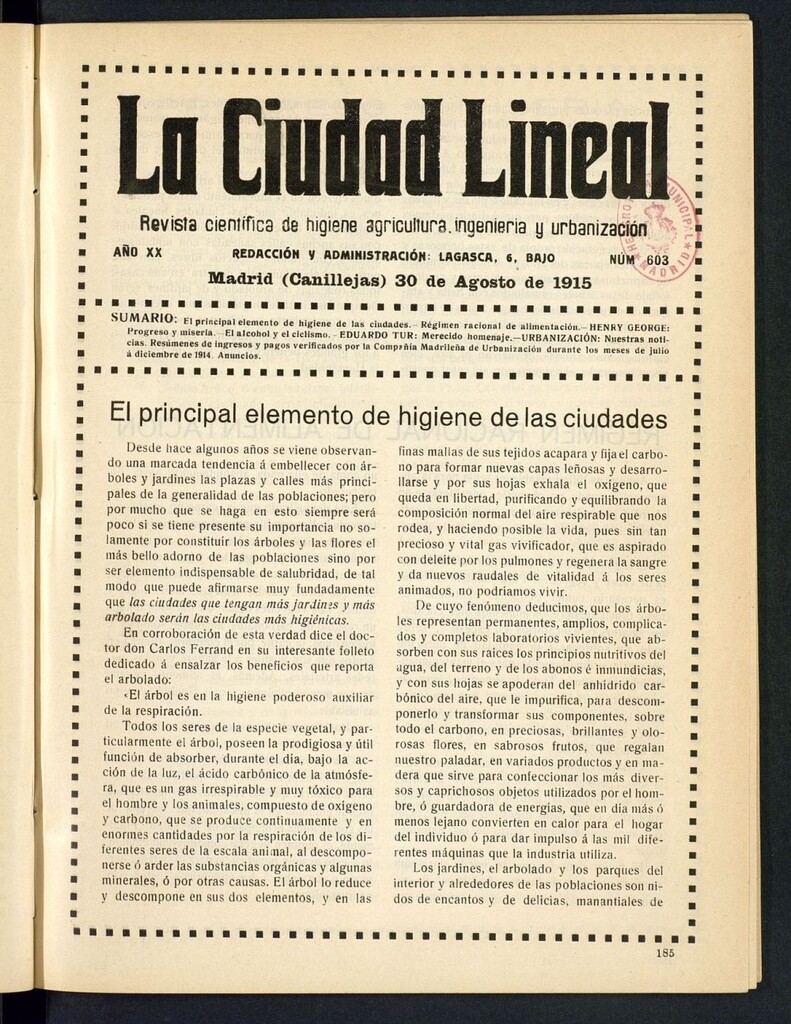 La Ciudad Lineal
Revista científica de higiene agricultura, ingeniería y urbanización
AÑO XX
REDACCIÓN Y ADMINISTRACIÓN: LAGASCA, 6, BAJO
NÚM 603
Madrid (Canillejas) 30 de Agosto de 1915
SUMARIO: El principal elemento de higiene de las ciudades.- Régimen racional de alimentación.- HENRY GEORGE:
Progreso y miseria.- El alcohol y el ciclismo.- EDUARDO TUR: Merecido homenaje.—URBANIZACIÓN: Nuestras noti-
cias. Resúmenes de ingresos y pagos verificados por la Compañia Madrileña de Urbanización durante los meses de julio
á diciembre de 1914. Anuncios.
El principal elemento de higiene de las ciudades
Desde hace algunos años se viene observan-
do una marcada tendencia á embellecer con ár-
boles y jardines las plazas y calles más princi-
pales de la generalidad de las poblaciones; pero
por mucho que se haga en esto siempre será
poco si se tiene presente su importancia no so-
lamente por constituir los árboles y las flores el
más bello adorno de las poblaciones sino por
ser elemento indispensable de salubridad, de tal
modo que puede afirmarse muy fundadamente
que las ciudades que tengan más jardines y más
arbolado serán las ciudades más higiénicas.
En corroboración de esta verdad dice el doc-
tor don Carlos Ferrand en su interesante folleto
dedicado á ensalzar los beneficios que reporta
el arbolado:
«El árbol es en la higiene poderoso auxiliar
de la respiración.
Todos los seres de la especie vegetal, y par-
ticularmente el árbol, poseen la prodigiosa y útil
función de absorber, durante el dia, bajo la ac-
ción de la luz, el ácido carbónico de la atmósfe-
ra, que es un gas irrespirable y muy tóxico para
el hombre y los animales, compuesto de oxígeno
y carbono, que se produce continuamente y en
enormes cantidades por la respiración de los di-
ferentes seres de la escala animal, al descompo-
nerse ó arder las substancias orgánicas y algunas
minerales, ó por otras causas. El árbol lo reduce
y descompone en sus dos elementos, y en las
finas mallas de sus tejidos acapara y fija el carbo-
no para formar nuevas capas leñosas y desarro-
llarse y por sus hojas exhala el oxígeno, que
queda en libertad, purificando y equilibrando la
composición normal del aire respirable que nos
rodea, y haciendo posible la vida, pues sin tan
precioso y vital gas vivificador, que es aspirado
con deleite por los pulmones y regenera la sangre
y da nuevos raudales de vitalidad á los seres
animados, no podriamos vivir.
De cuyo fenómeno deducimos, que los árbo-
les representan permanentes, amplios, complica-
dos y completos laboratorios vivientes, que ab-
sorben con sus raices los principios nutritivos del
agua, del terreno y de los abonos é inmundicias,
y con sus hojas se apoderan del anhídrido car-
bónico del aire, que le impurifica, para descom-
ponerlo y transformar sus componentes, sobre
todo el carbono, en preciosas, brillantes y olo-
rosas flores, en sabrosos frutos, que regalan
nuestro paladar, en variados productos y en ma-
dera que sirve para confeccionar los más diver-
sos y caprichosos objetos utilizados por el hom-
bre, ó guardadora de energias, que en día más ó
menos lejano convierten en calor para el hogar
del individuo ó para dar impulso á las mil dife-
rentes máquinas que la industria utiliza.
Los jardines, el arbolado y los parques del
interior y alrededores de las poblaciones son ni-
dos de encantos y de delicias, manantiales de
185
HEMERO
MUNICIPAL
MADRID